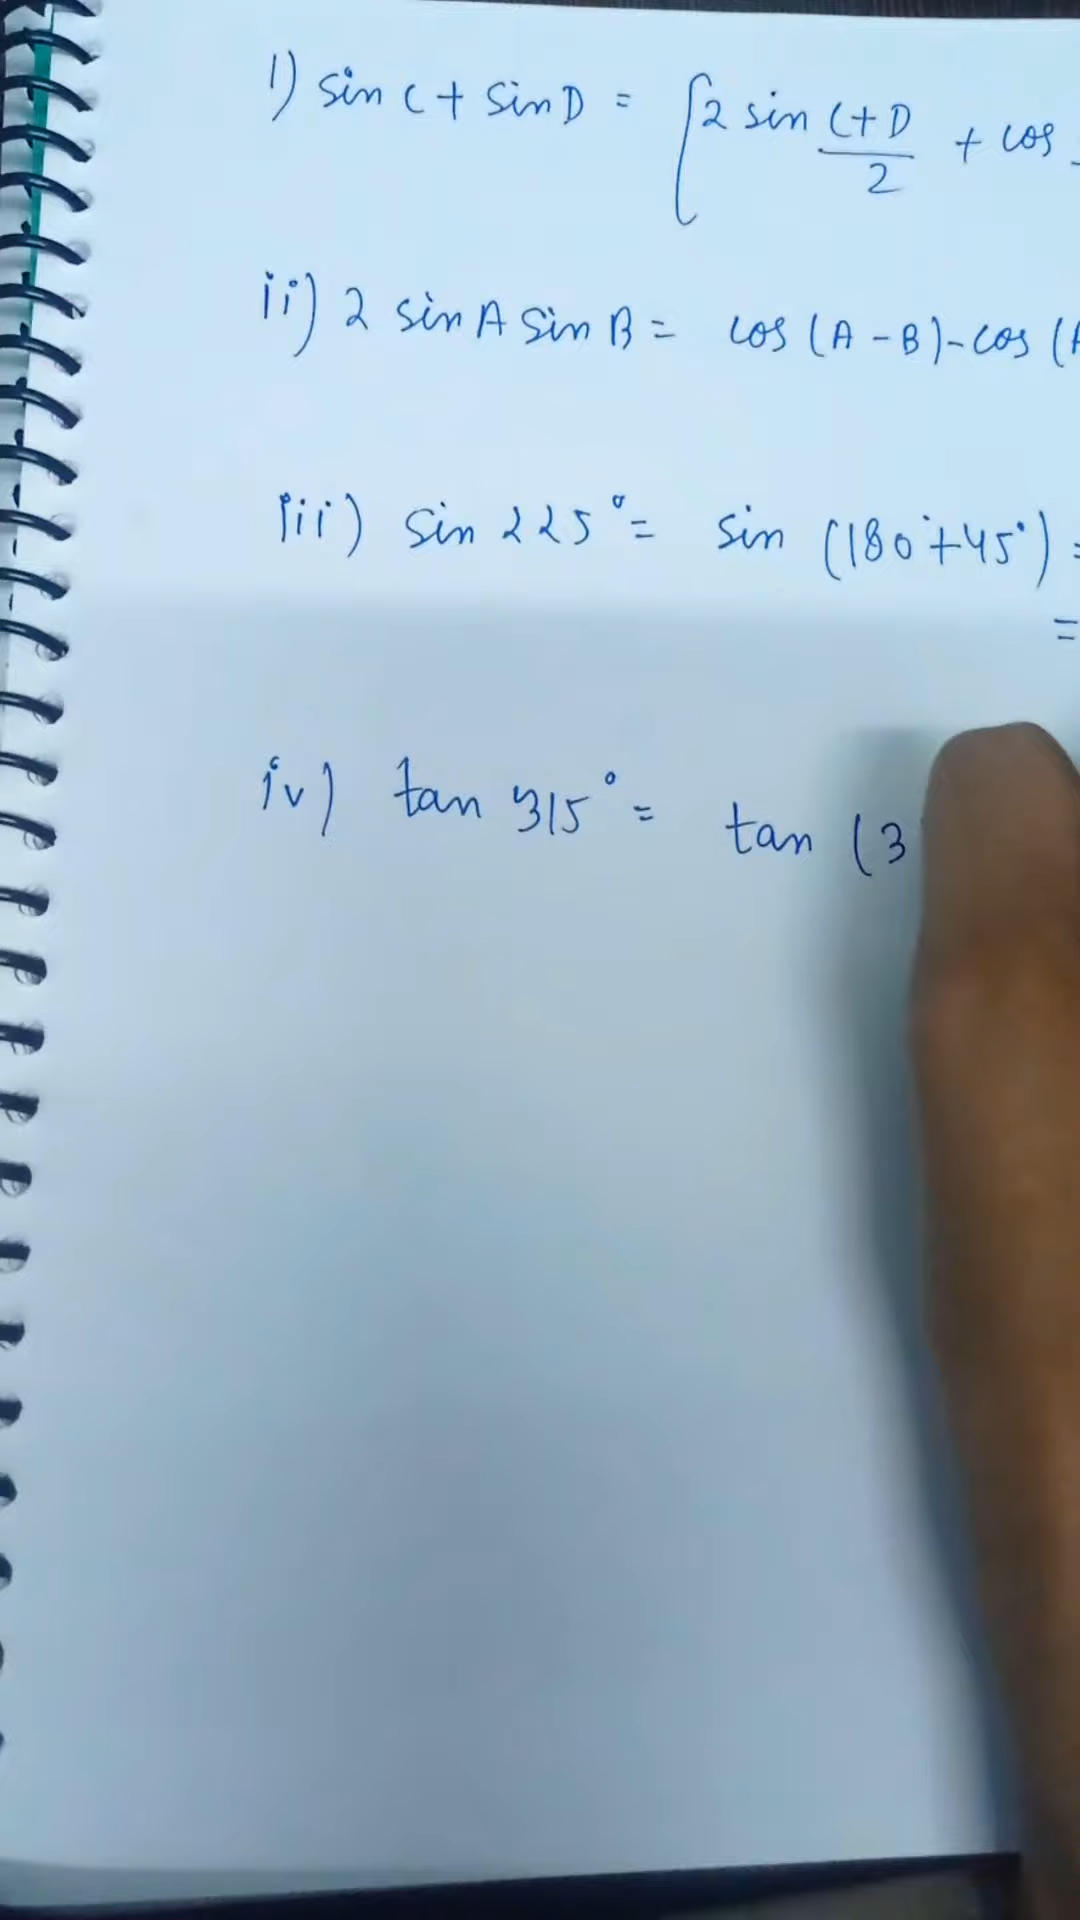 1) sin C + sin D = [2 sin C+D/2 + cos
ii) 2 sin A sin B = cos (A - B) - cos (A
iii) sin 225° = sin (180° + 45°) =
=
iv) tan 315° = tan (3